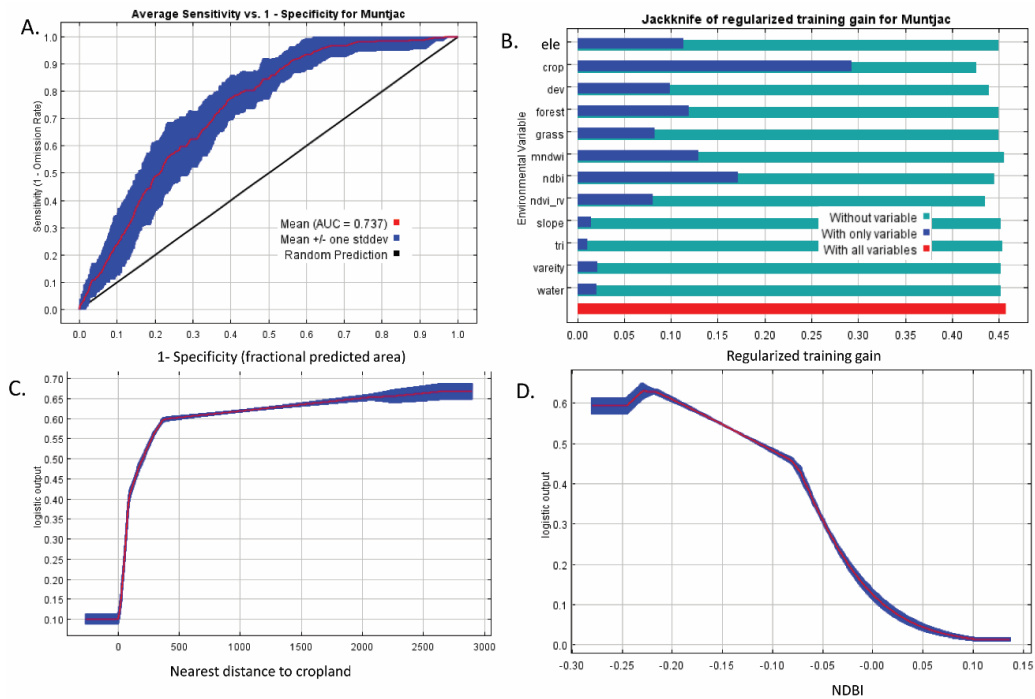 A.
Average Sensitivity vs. 1 - Specificity for Muntjac
Sensitivity (1 - Omission Rate)
1.0
0.9
0.8
0.7
0.6
0.5
0.4
0.3
0.2
0.1
0.0
Mean (AUC = 0.737)
Mean +/- one stddev
Random Prediction
0.0 0.1 0.2 0.3 0.4 0.5 0.6 0.7 0.8 0.9 1.0
1- Specificity (fractional predicted area)
B.
Jackknife of regularized training gain for Muntjac
Environmental Variable
ele
crop
dev
forest
grass
mndwi
ndbi
ndvi_rv
slope
tri
vareity
water
Without variable
With only variable
With all variables
0.00 0.05 0.10 0.15 0.20 0.25 0.30 0.35 0.40 0.45
Regularized training gain
C.
logistic output
0.70
0.65
0.60
0.55
0.50
0.45
0.40
0.35
0.30
0.25
0.20
0.15
0.10
0 500 1000 1500 2000 2500 3000
Nearest distance to cropland
D.
logistic output
0.6
0.5
0.4
0.3
0.2
0.1
0.0
-0.30 -0.25 -0.20 -0.15 -0.10 -0.05 -0.00 0.05 0.10 0.15
NDBI